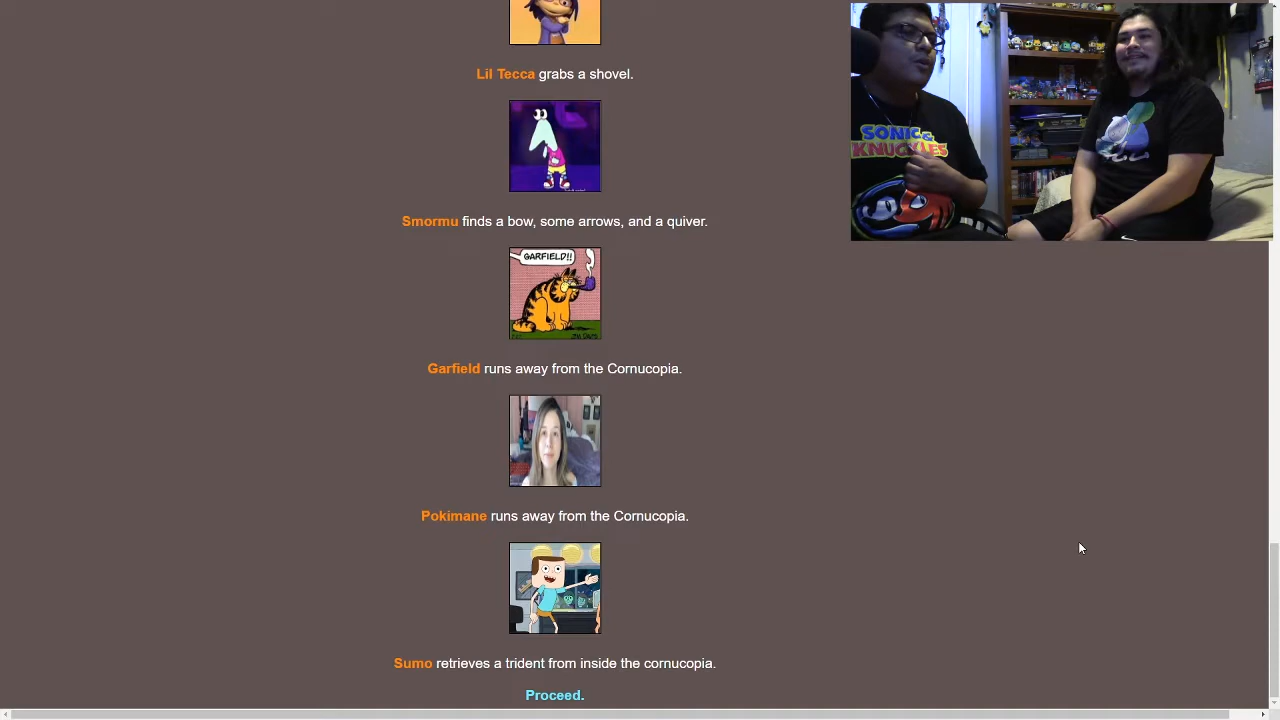 Lil Tecca grabs a shovel.
Smormu finds a bow, some arrows, and a quiver.
GARFIELD!!
Garfield runs away from the Cornucopia.
Pokimane runs away from the Cornucopia.
Sumo retrieves a trident from inside the cornucopia.
Proceed.
SONIC &
KNUCKLES